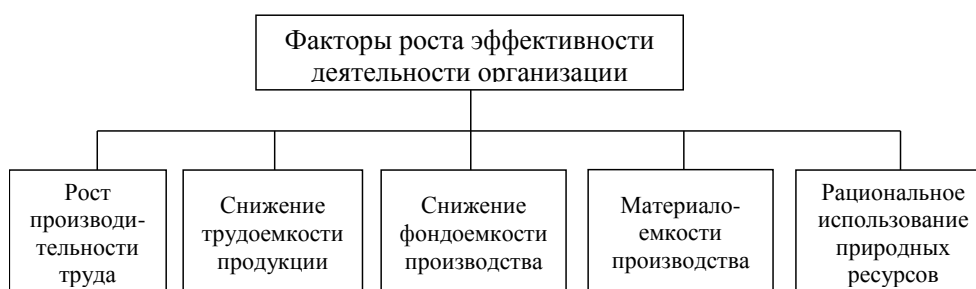 Факторы роста эффективности
деятельности организации
Рост
производи-
тельности
труда
Снижение
трудоемкости
продукции
Снижение
фондоемкости
производства
Материало-
емкости
производства
Рациональное
использование
природных
ресурсов